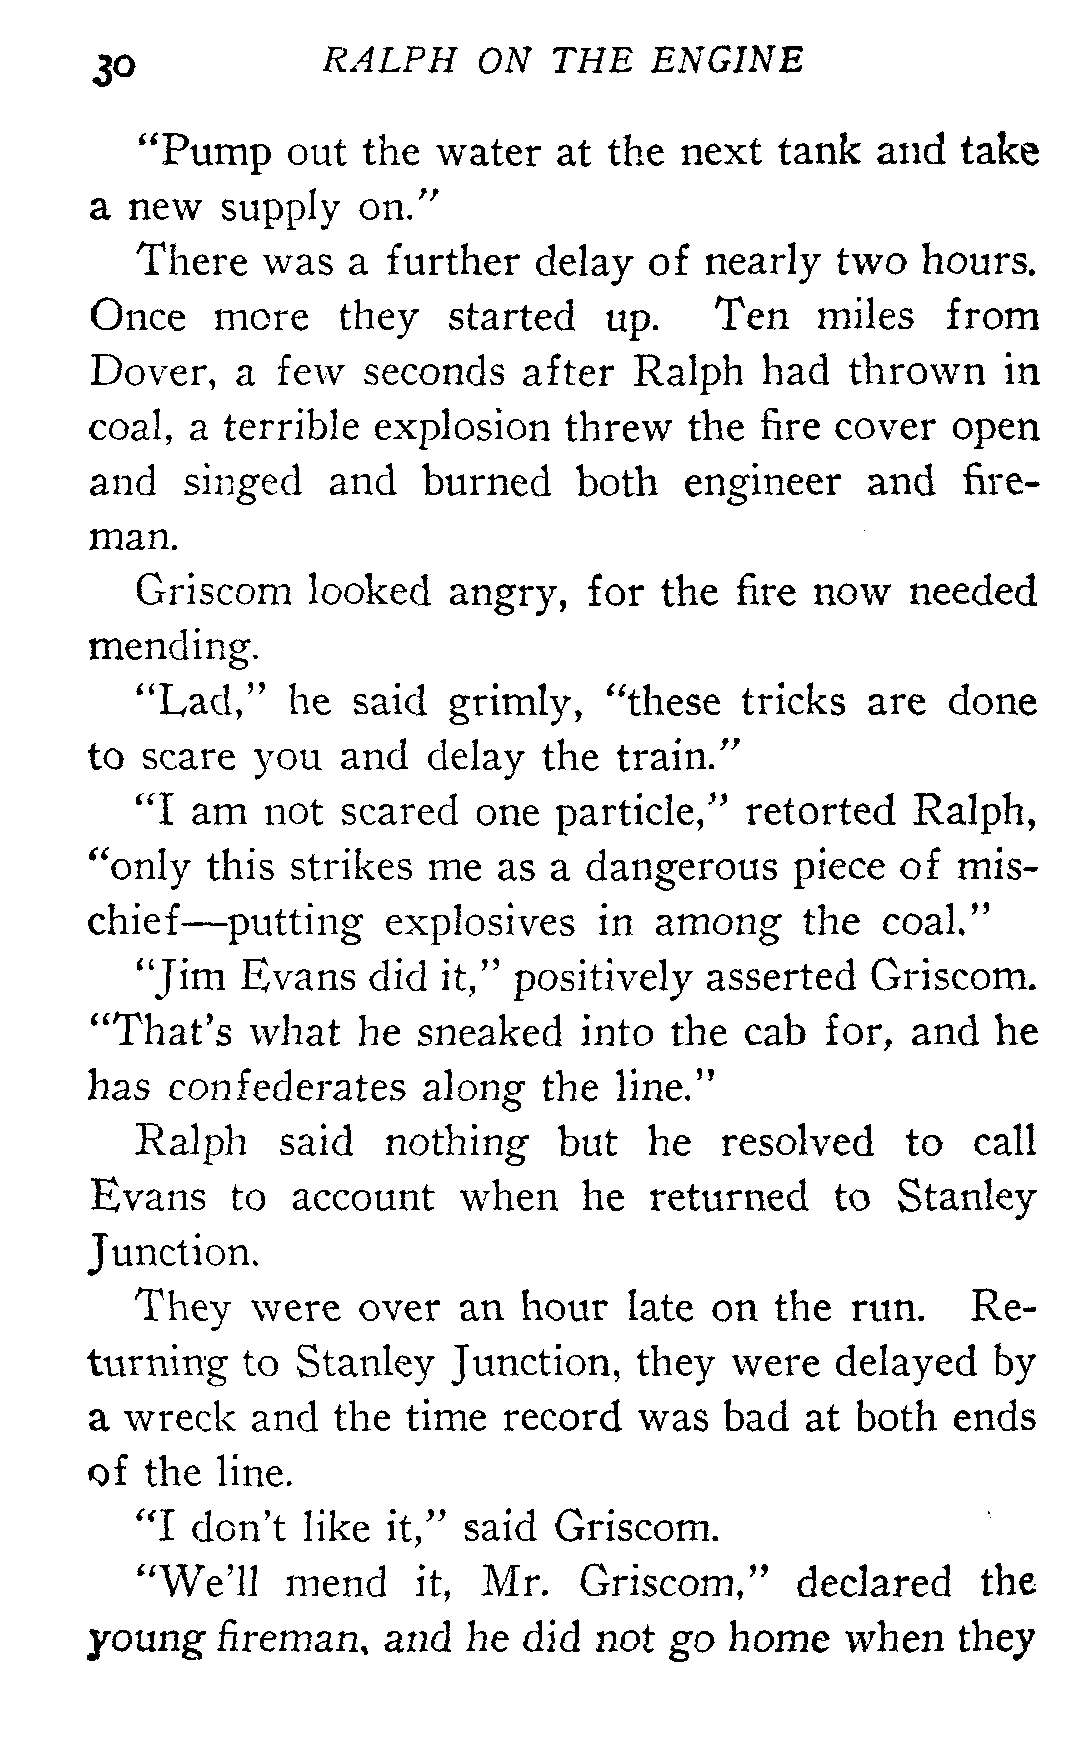 30 RALPH ON THE ENGINE
“Pump out the water at the next tank and take
a new supply on.”
There was a further delay of nearly two hours.
Once more they started up. Ten miles from
Dover, a few seconds after Ralph had thrown in
coal, a terrible explosion threw the fire cover open
and singed and burned both engineer and fire-
man.
Griscom looked angry, for the fire now needed
mending.
“Lad,” he said grimly, “these tricks are done
to scare you and delay the train.”
“I am not scared one particle,” retorted Ralph,
“only this strikes me as a dangerous piece of mis-
chief—putting explosives in among the coal.”
“Jim Evans did it,” positively asserted Griscom.
“That’s what he sneaked into the cab for, and he
has confederates along the line.”
Ralph said nothing but he resolved to call
Evans to account when he returned to Stanley
Junction.
They were over an hour late on the run. Re-
turning to Stanley Junction, they were delayed by
a wreck and the time record was bad at both ends
of the line.
“I don’t like it,” said Griscom.
“We’ll mend it, Mr. Griscom,” declared the
young fireman, and he did not go home when they